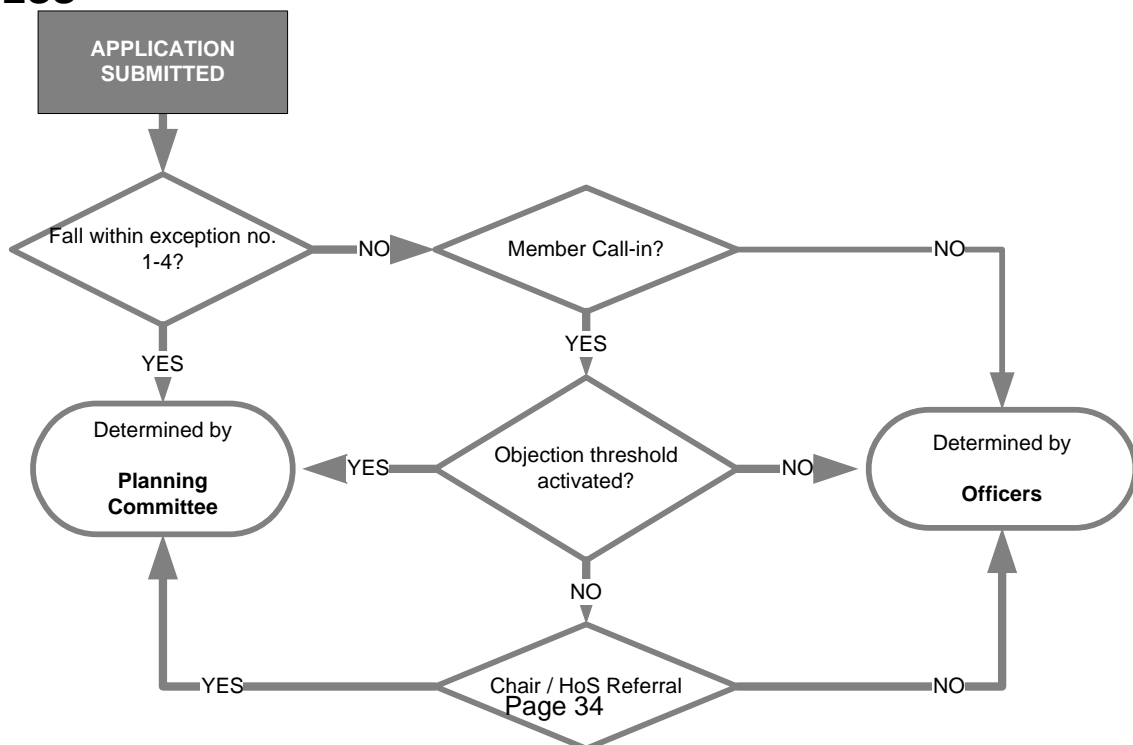 APPLICATION
SUBMITTED
Fall within exception no.
1-4?
NO
Member Call-in?
NO
YES
YES
Determined by
Planning
Committee
YES
Objection threshold
activated?
NO
Determined by
Officers
NO
YES
Chair / HoS Referral
NO
Page 34